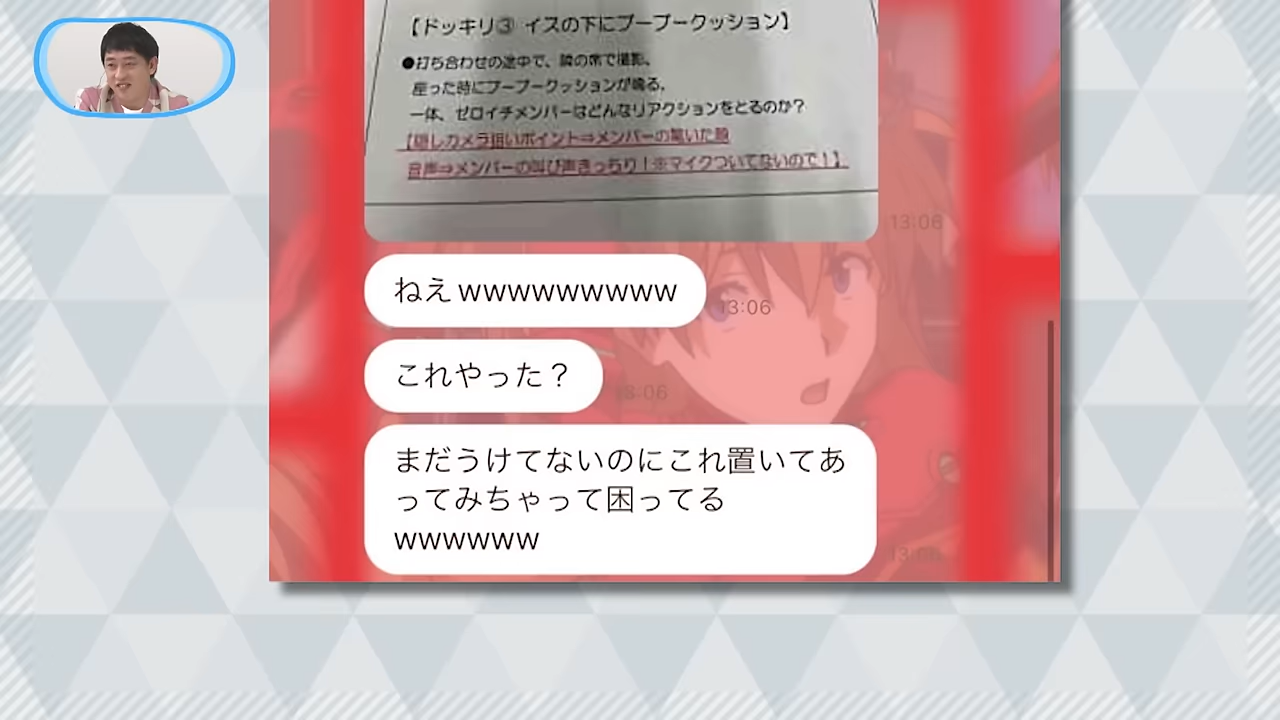 【ドッキリ③ イスの下にブーブークッション】
●打ち合わせの途中で、隣の席で撮影。
座った時にブーブークッションが鳴る。
一体、ゼロイチメンバーはどんなリアクションをとるのか？
【隠しカメラ狙いポイント⇒メンバーの驚いた顔
音声⇒メンバーの叫び声きっちり！※マイクついてないので！】
13:06
ねえwwwwwwwww
13:06
これやった？
13:06
まだうけてないのにこれ置いてあ
ってみちゃって困ってる
wwwwww
13:06